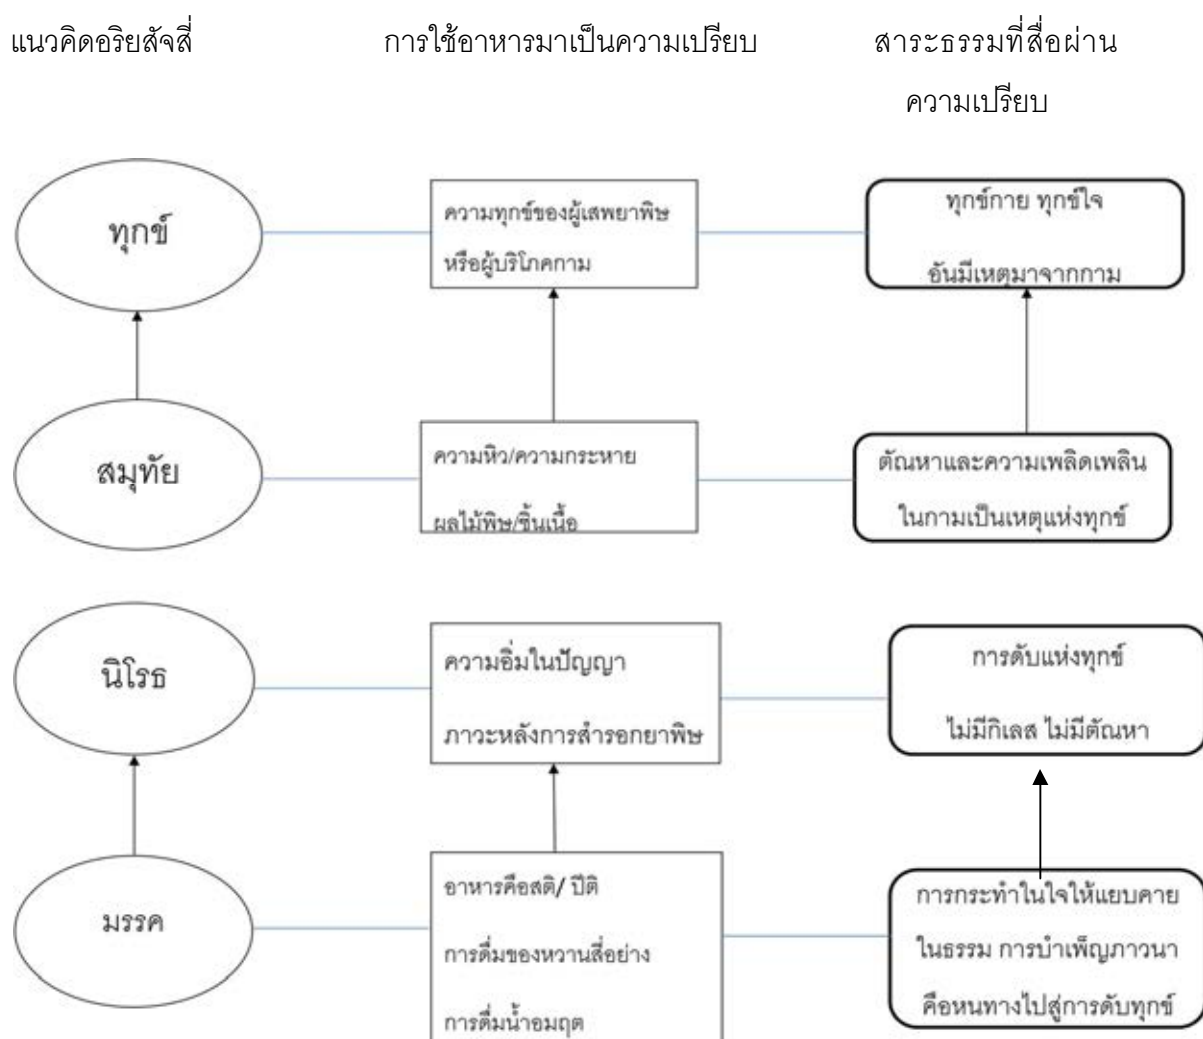 แนวคิดอริยสัจสี่
การใช้อาหารมาเป็นความเปรียบ
สาระธรรมที่สื่อผ่าน
ความเปรียบ
ทุกข์
ความทุกข์ของผู้เสพยาพิษ
หรือผู้บริโภคกาม
ทุกข์กาย ทุกข์ใจ
อันมีเหตุมาจากกาม
สมุทัย
ความหิว/ความกระหาย
ผลไม้พิษ/ชิ้นเนื้อ
ตัณหาและความเพลิดเพลิน
ในกามเป็นเหตุแห่งทุกข์
นิโรธ
ความอิ่มในปัญญา
ภาวะหลังการสำรอกยาพิษ
การดับแห่งทุกข์
ไม่มีกิเลส ไม่มีตัณหา
มรรค
อาหารคือสติ/ ปีติ
การดื่มของหวานสี่อย่าง
การดื่มน้ำอมฤต
การกระทำในใจให้แยบคาย
ในธรรม การบำเพ็ญภาวนา
คือหนทางไปสู่การดับทุกข์